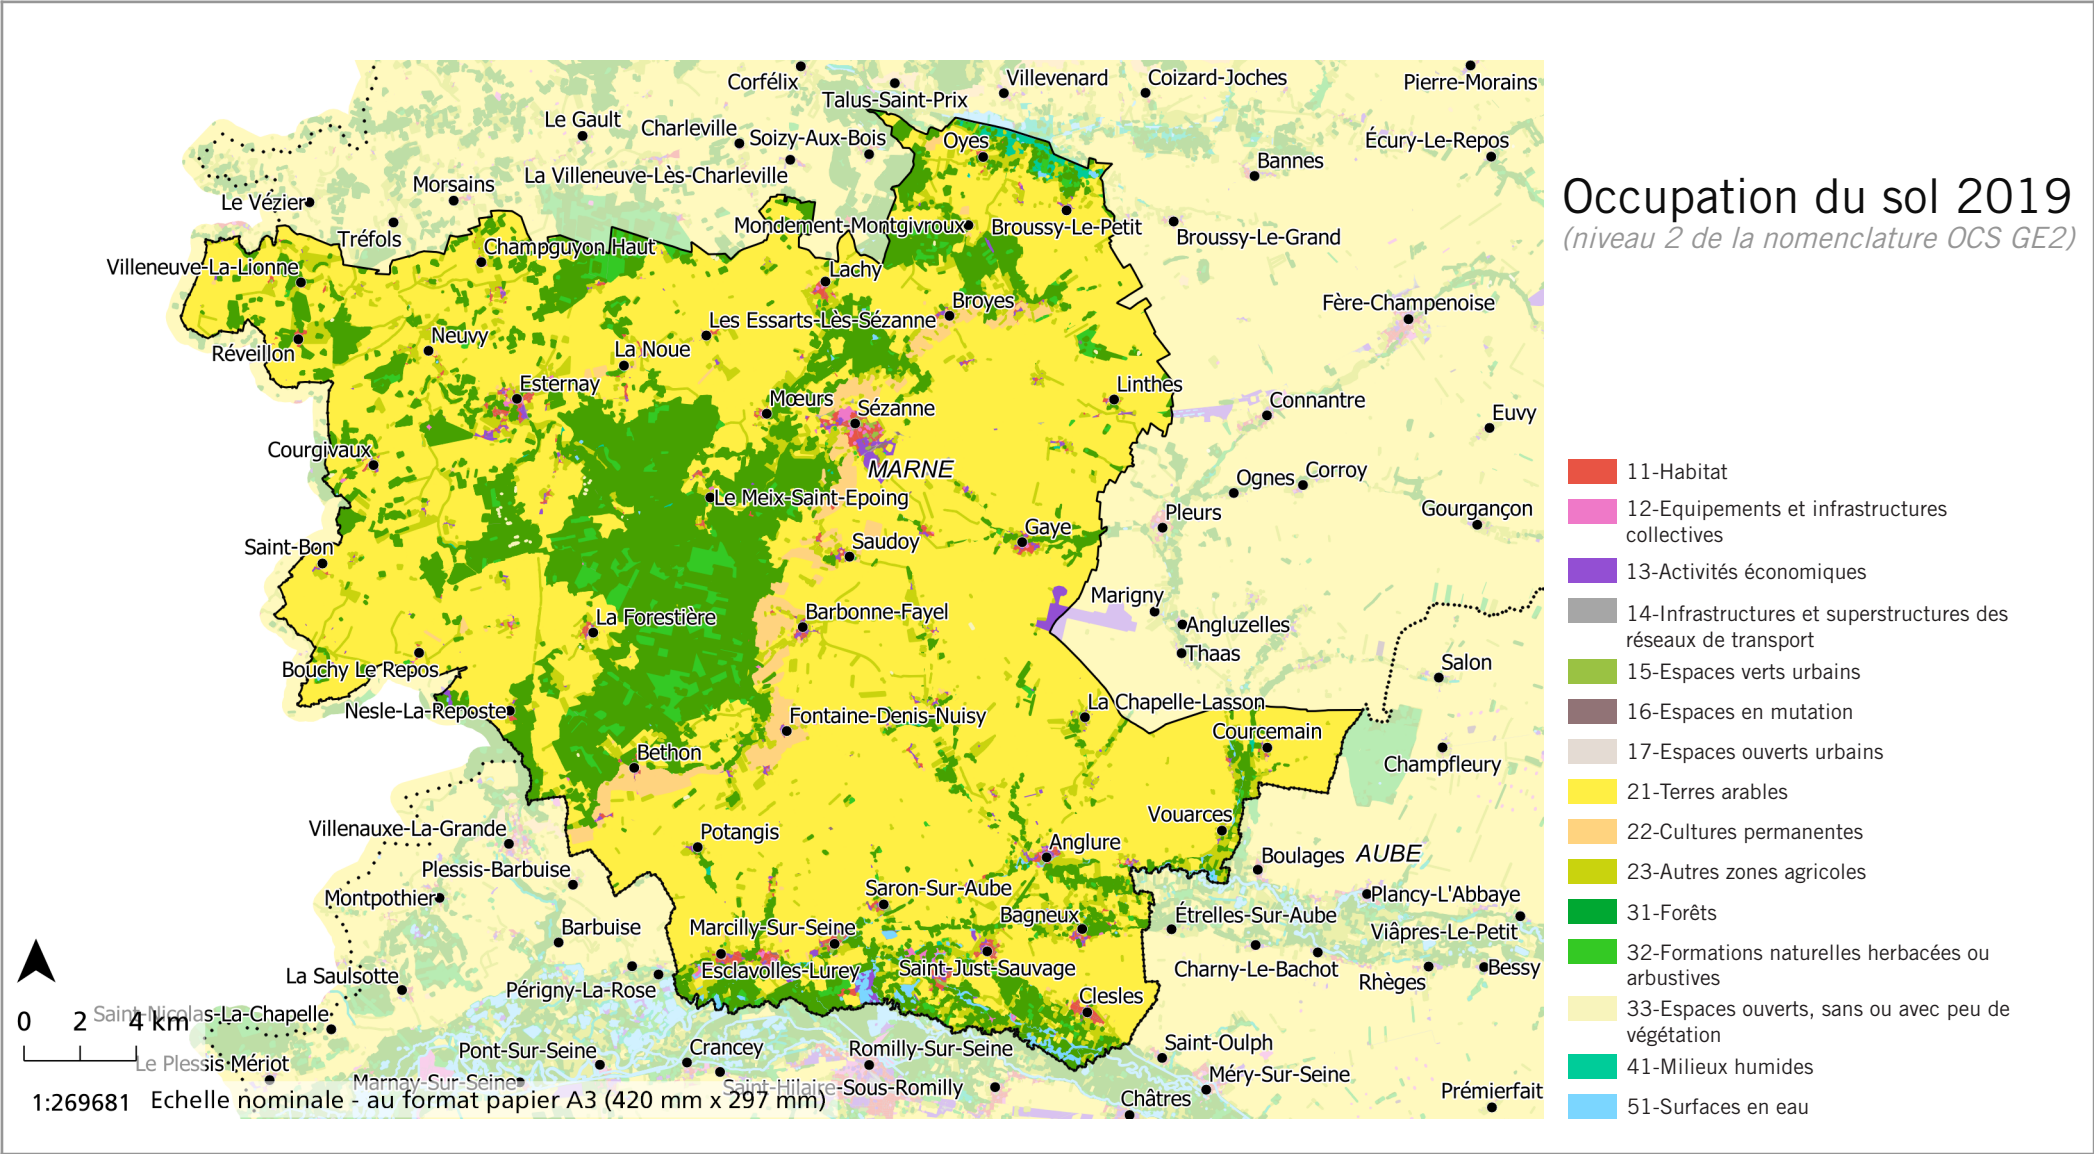 Corfélix
Talus-Saint-Prix
Villevenard
Coizard-Joches
Pierre-Morains
Le Gault
Charleville
Soizy-Aux-Bois
Oyes
Écury-Le-Repos
La Villeneuve-Lès-Charleville
Bannes
Morsains
Le Vézier
Tréfols
Mondement-Montgivroux
Broussy-Le-Petit
Broussy-Le-Grand
Champguyon Haut
Villeneuve-La-Lionne
Lachy
Broyes
Fère-Champenoise
Les Essarts-Lès-Sézanne
Neuvy
Réveillon
La Noue
Esternay
Linthes
Mœurs
Sézanne
Connantre
Euvy
Courgivaux
MARNE
Ognes
Corroy
Le Meix-Saint-Epoing
Pleurs
Gourgançon
Gaye
Saint-Bon
Saudoy
Marigny
La Forestière
Barbonne-Fayel
Angluzelles
Thaas
Salon
Bouchy Le Repos
Nesle-La-Reposte
Fontaine-Denis-Nuisy
La Chapelle-Lasson
Courcemain
Bethon
Champfleury
Vouarces
Villenauxe-La-Grande
Potangis
Anglure
Boulages
AUBE
Plessis-Barbuise
Saron-Sur-Aube
Plancy-L'Abbaye
Montpothier
Barbuise
Marcilly-Sur-Seine
Bagneux
Étrelles-Sur-Aube
Viâpres-Le-Petit
La Saulsotte
Périgny-La-Rose
Esclavolles-Lurey
Saint-Just-Sauvage
Charny-Le-Bachot
Rhèges
Bessy
Clesles
Saint-Nicolas-La-Chapelle
Le Plessis Mériot
Pont-Sur-Seine
Crancey
Romilly-Sur-Seine
Saint-Oulph
Marnay-Sur-Seine
Saint-Hilaire-Sous-Romilly
Méry-Sur-Seine
Châtres
Prémierfait
0 2 4 km
1:269681 Echelle nominale - au format papier A3 (420 mm x 297 mm)
Occupation du sol 2019
(niveau 2 de la nomenclature OCS GE2)
11-Habitat
12-Equipements et infrastructures
collectives
13-Activités économiques
14-Infrastructures et superstructures des
réseaux de transport
15-Espaces verts urbains
16-Espaces en mutation
17-Espaces ouverts urbains
21-Terres arables
22-Cultures permanentes
23-Autres zones agricoles
31-Forêts
32-Formations naturelles herbacées ou
arbustives
33-Espaces ouverts, sans ou avec peu de
végétation
41-Milieux humides
51-Surfaces en eau